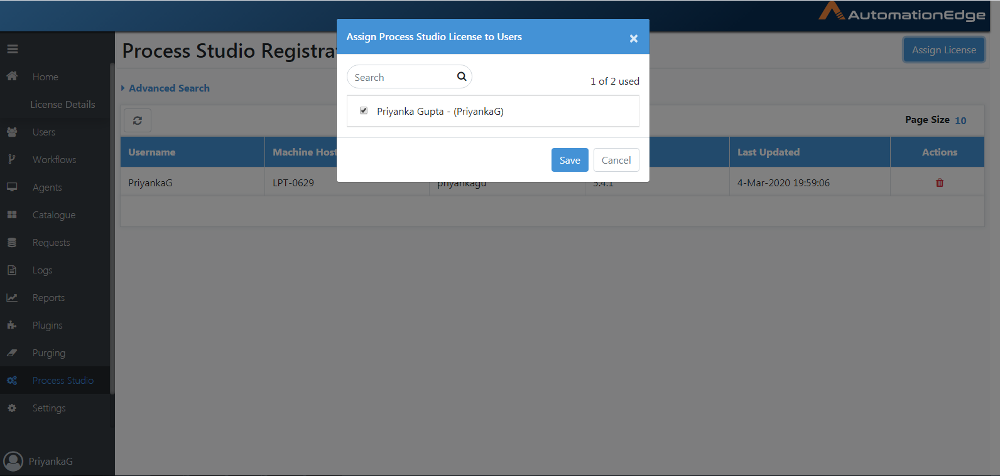 AutomationEdge
Assign Process Studio License to Users
Process Studio Registra
Assign License
Search
1 of 2 used
Priyanka Gupta - (PriyankaG)
Save
Cancel
Home
License Details
Users
Workflows
Agents
Catalogue
Requests
Logs
Reports
Plugins
Purging
Process Studio
Settings
PriyankaG
Advanced Search
Page Size 10
Username Machine Host Last Updated Actions
PriyankaG LPT-0629 priyankagu 5.4.1 4-Mar-2020 19:59:06